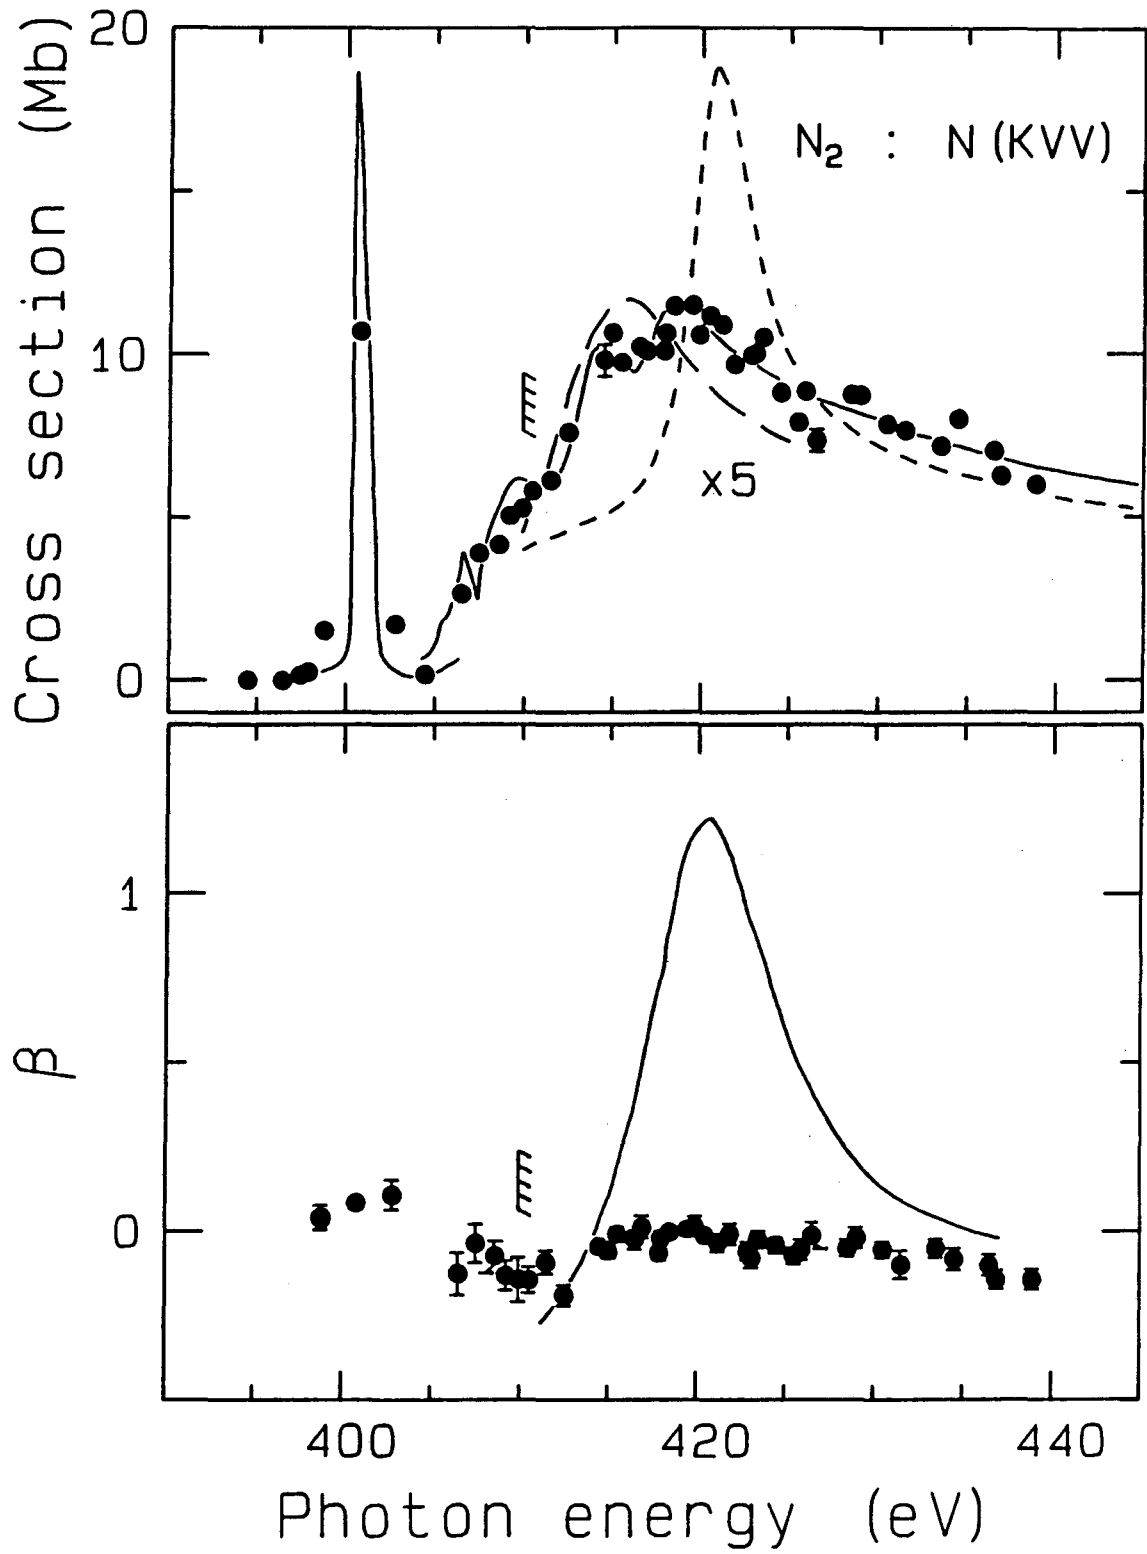 20
Cross section (Mb)
N₂ : N (KVV)
10
x5
0
1
β
0
400 420 440
Photon energy (eV)